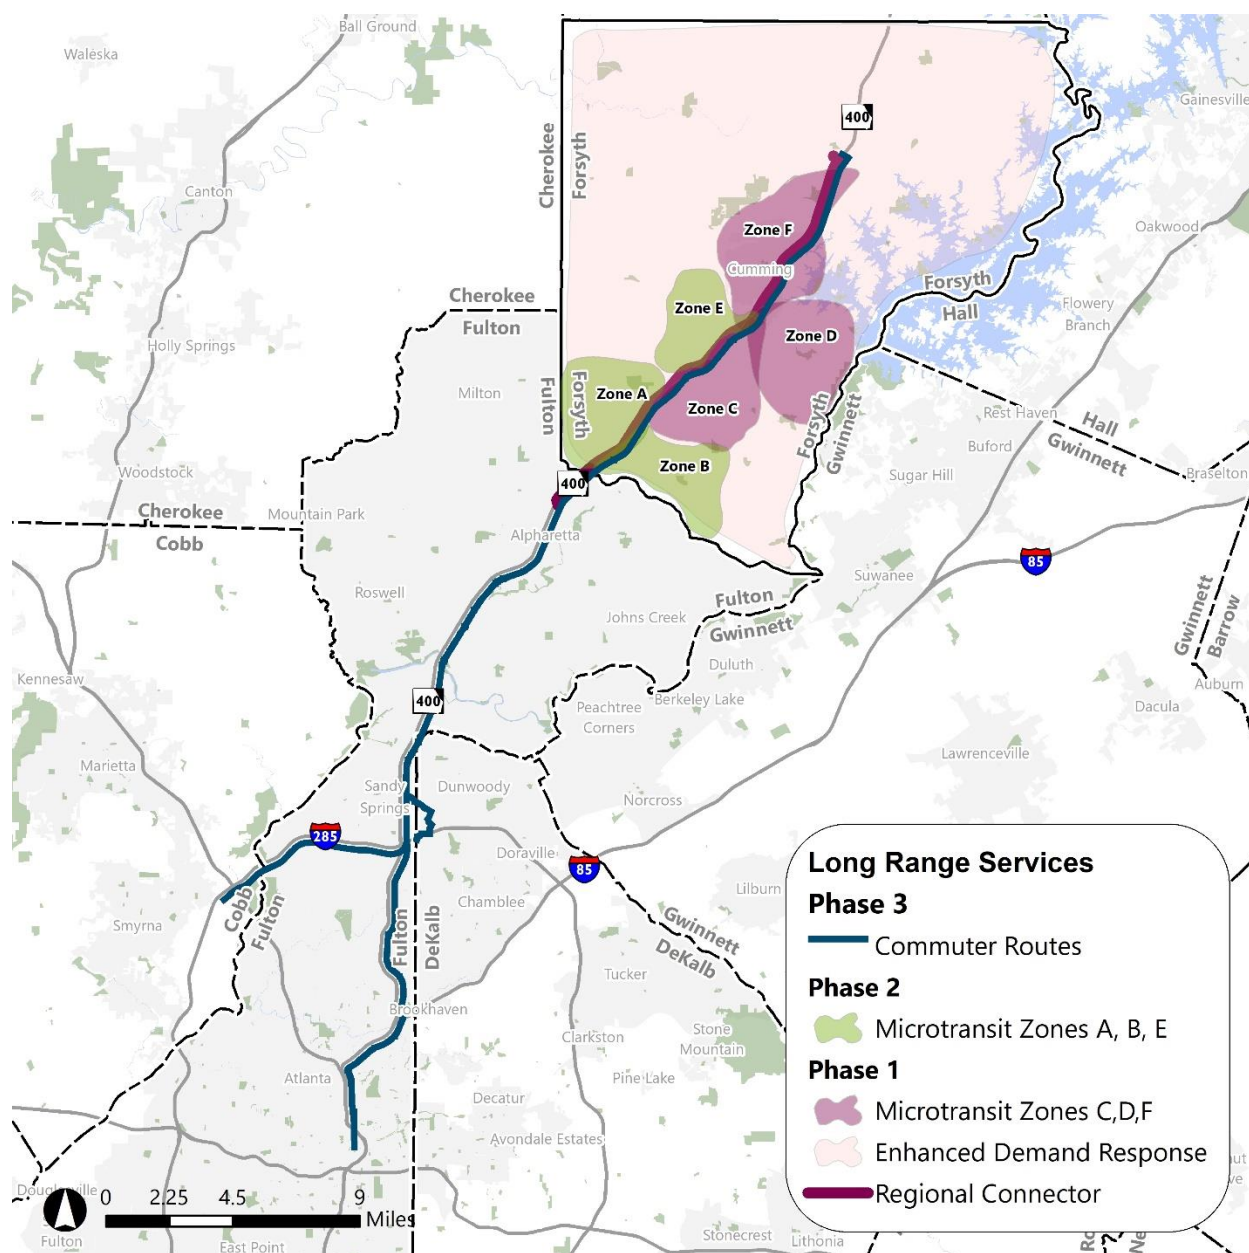 Ball Ground
Waleska
Gainesville
400
Cherokee
Forsyth
Canton
Oakwood
Zone F
Cumming
Forsyth
Hall
Cherokee
Fulton
Zone E
Flowery
Branch
Holly Springs
Zone D
Fulton
Forsyth
Milton
Zone A
Zone C
Forsyth
Gwinnett
Rest Haven
Hall
Gwinnett
Buford
Zone B
Woodstock
Sugar Hill
Braselton
400
Cherokee
Cobb
Mountain Park
Alpharetta
85
Suwanee
Roswell
Fulton
Gwinnett
Johns Creek
Gwinnett
Barrow
Duluth
Kennesaw
Berkeley Lake
Auburn
400
Peachtree
Corners
Dacula
Marietta
Lawrenceville
Sandy
Springs
Dunwoody
Norcross
285
Doraville
85
Lilburn
Smyrna
Cobb
Fulton
Chamblee
Fulton
DeKalb
Gwinnett
DeKalb
Tucker
Brookhaven
Clarkston
Stone
Mountain
Atlanta
Pine Lake
Decatur
Avondale Estates
Fulton
East Point
Stonecrest
Lithonia
0 2.25 4.5 9
Miles
Long Range Services
Phase 3
Commuter Routes
Phase 2
Microtransit Zones A, B, E
Phase 1
Microtransit Zones C,D,F
Enhanced Demand Response
Regional Connector